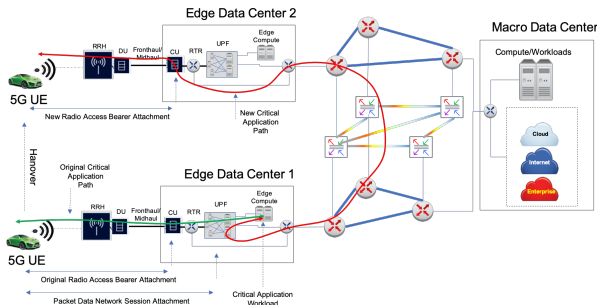 Edge Data Center 2
Macro Data Center
RRH
DU
Fronthaul/
Midhaul
CU
RTR
UPF
Edge
Compute
Compute/Workloads
5G UE
New Critical
Application
Path
New Radio Access Bearer Attachment
Cloud
Internet
Enterprise
Hanover
Original Critical
Application
Path
Edge Data Center 1
RRH
DU
Fronthaul/
Midhaul
CU
RTR
UPF
Edge
Compute
5G UE
Original Radio Access Bearer Attachment
Critical Application
Workload
Packet Data Network Session Attachment